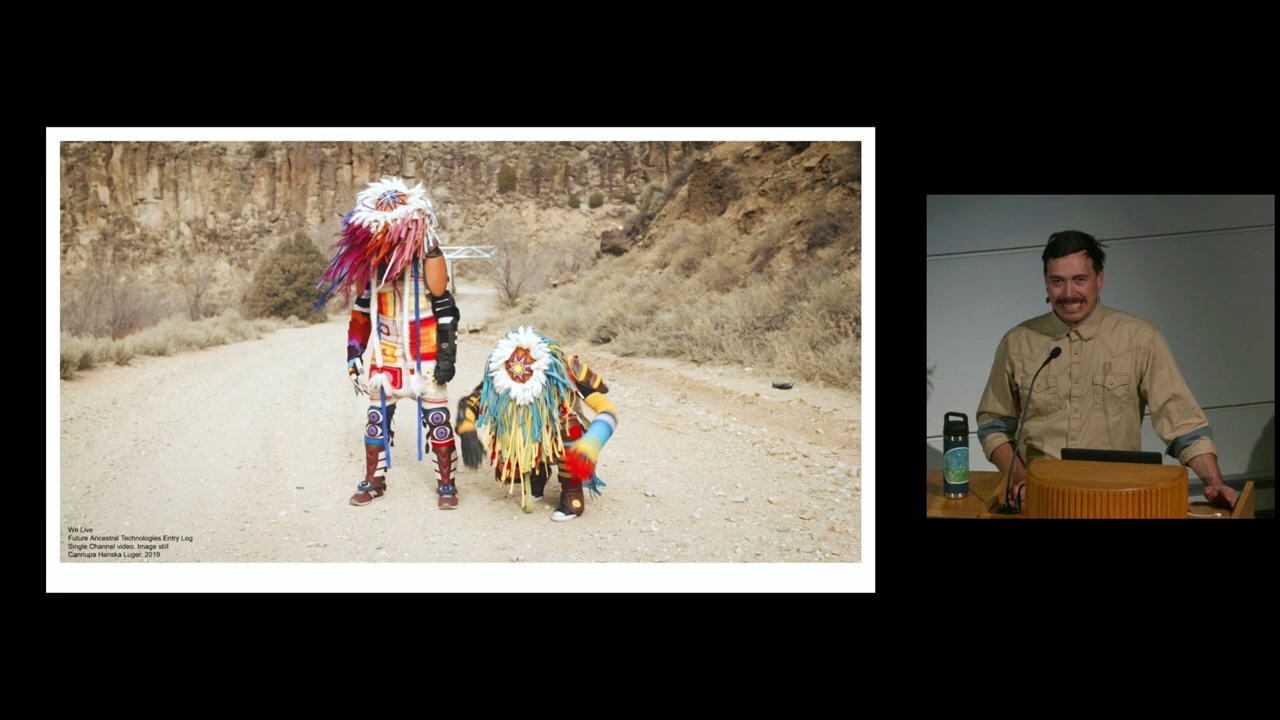 We Live
Future Ancestral Technologies Entry Log
Single Channel video. Image still
Cannupa Hanska Luger. 2019